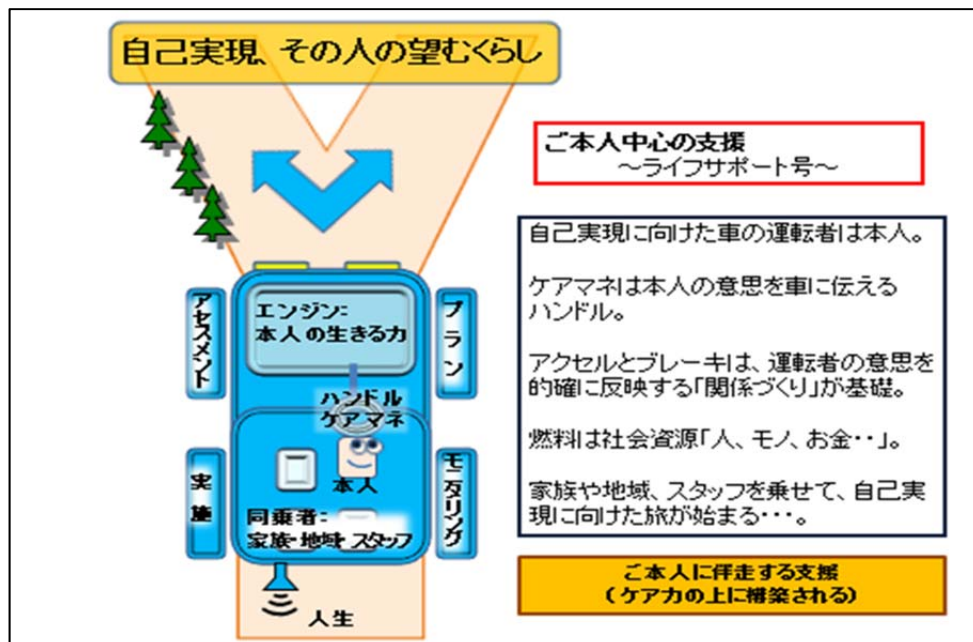 自己実現、その人の望むくらし
ご本人中心の支援
～ライフサポート号～
自己実現に向けた車の運転者は本人。
ケアマネは本人の意思を車に伝える
ハンドル。
アクセルとブレーキは、運転者の意思を
的確に反映する「関係づくり」が基礎。
燃料は社会資源「人、モノ、お金・・」。
家族や地域、スタッフを乗せて、自己実
現に向けた旅が始まる・・・。
ご本人に伴走する支援
(ケア力の上に構築される)
アセスメント
エンジン:
本人の生きる力
プラン
ハンドル
ケアマネ
本人
実施
モニタリング
同乗者:
家族・地域・スタッフ
人生